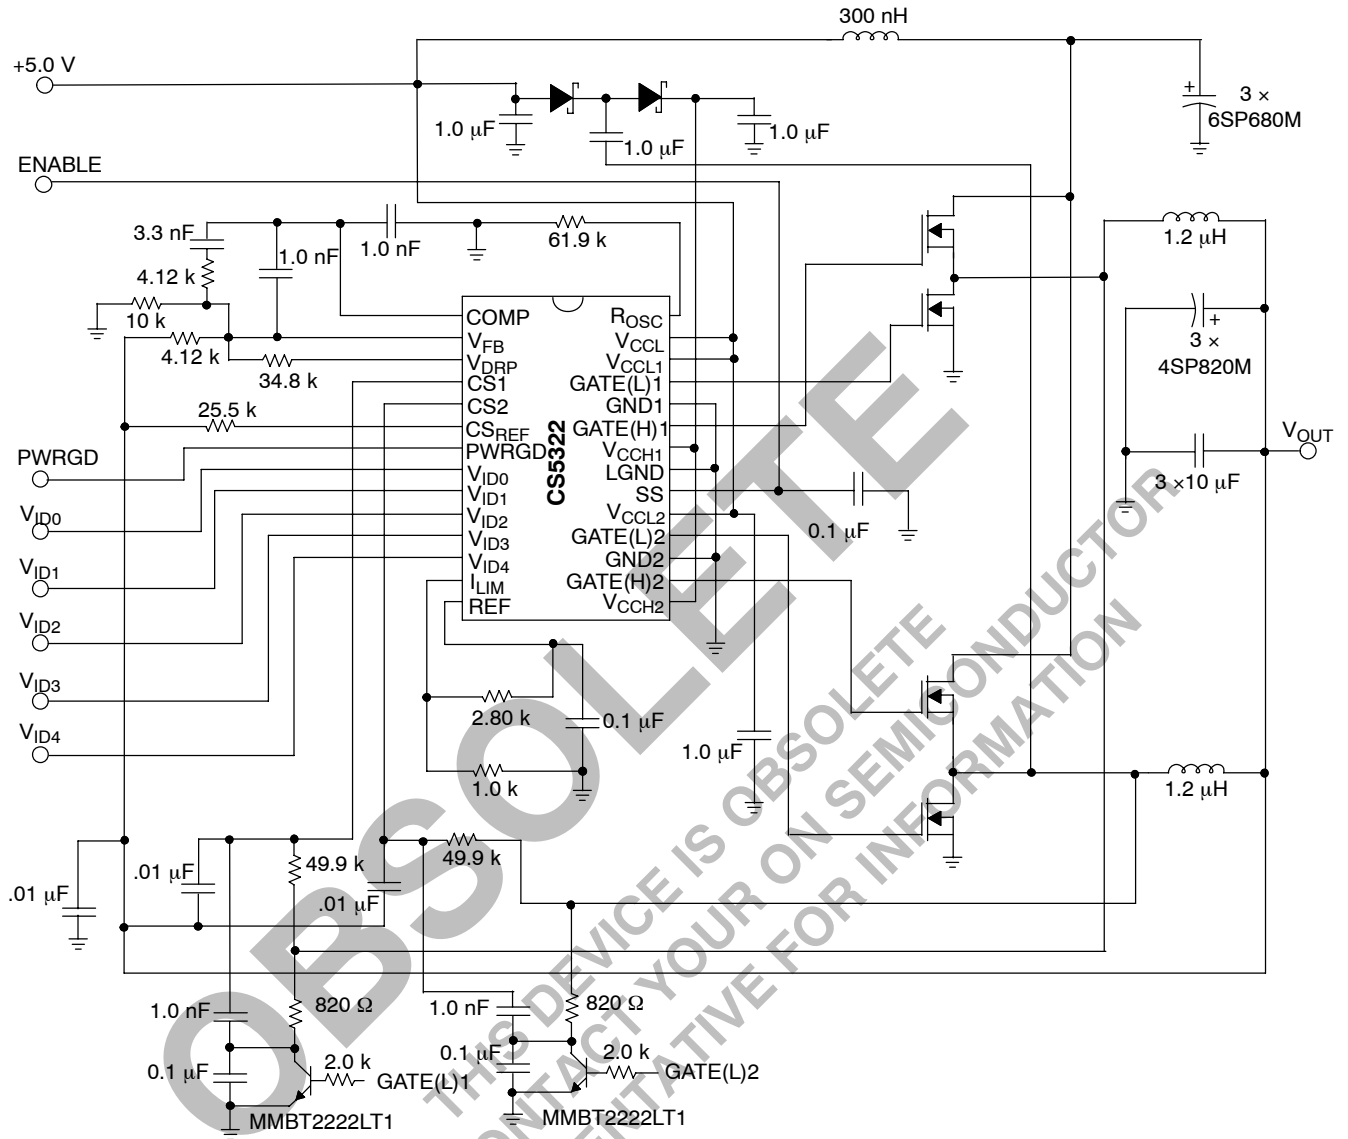 300 nH
+5.0 V
3 ×
6SP680M
1.0 μF
1.0 μF
1.0 μF
ENABLE
3.3 nF
1.0 nF
1.0 nF
61.9 k
1.2 μH
4.12 k
10 k
4.12 k
34.8 k
25.5 k
COMP
VFB
VDRP
CS1
CS2
CSREF
PWRGD
VID0
VID1
VID2
VID3
VID4
ILIM
REF
CS5322
ROSC
VCCL
VCCL1
GATE(L)1
GND1
GATE(H)1
VCCH1
LGND
SS
VCCL2
GATE(L)2
GND2
GATE(H)2
VCCH2
3 ×
4SP820M
VOUT
3 ×10 μF
0.1 μF
PWRGD
VID0
VID1
VID2
VID3
VID4
2.80 k
0.1 μF
1.0 k
1.0 μF
1.2 μH
.01 μF
.01 μF
49.9 k
.01 μF
49.9 k
1.0 nF
820 Ω
1.0 nF
820 Ω
0.1 μF
2.0 k
GATE(L)1
MMBT2222LT1
0.1 μF
2.0 k
GATE(L)2
MMBT2222LT1
+
+
OBSOLETE
THIS DEVICE IS OBSOLETE
CONTACT YOUR ON SEMICONDUCTOR
ENTATIVE FOR INFORMATION